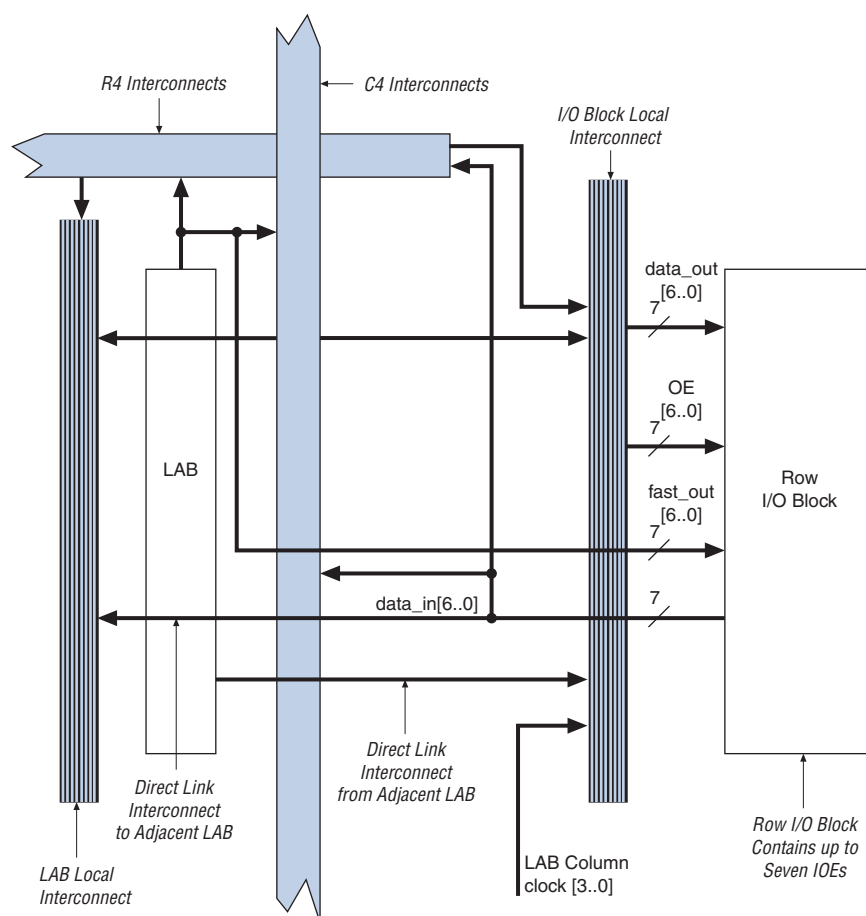 R4 Interconnects
C4 Interconnects
I/O Block Local
Interconnect
data_out
[6..0]
7
OE
[6..0]
7
LAB
Row
I/O Block
fast_out
[6..0]
7
data_in[6..0]
7
Direct Link
Interconnect
to Adjacent LAB
Direct Link
Interconnect
from Adjacent LAB
LAB Local
Interconnect
LAB Column
clock [3..0]
Row I/O Block
Contains up to
Seven IOEs